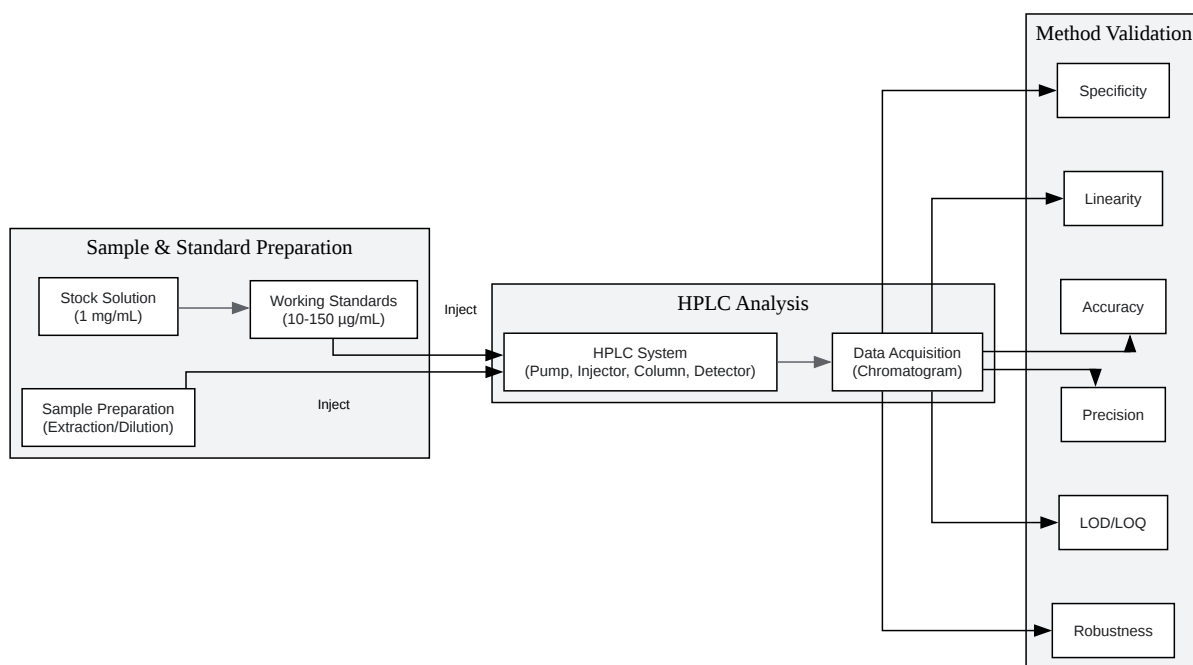 Sample & Standard Preparation
Stock Solution
(1 mg/mL)
Working Standards
(10-150 µg/mL)
Sample Preparation
(Extraction/Dilution)
Inject
Inject
HPLC Analysis
HPLC System
(Pump, Injector, Column, Detector)
Data Acquisition
(Chromatogram)
Method Validation
Specificity
Linearity
Accuracy
Precision
LOD/LOQ
Robustness